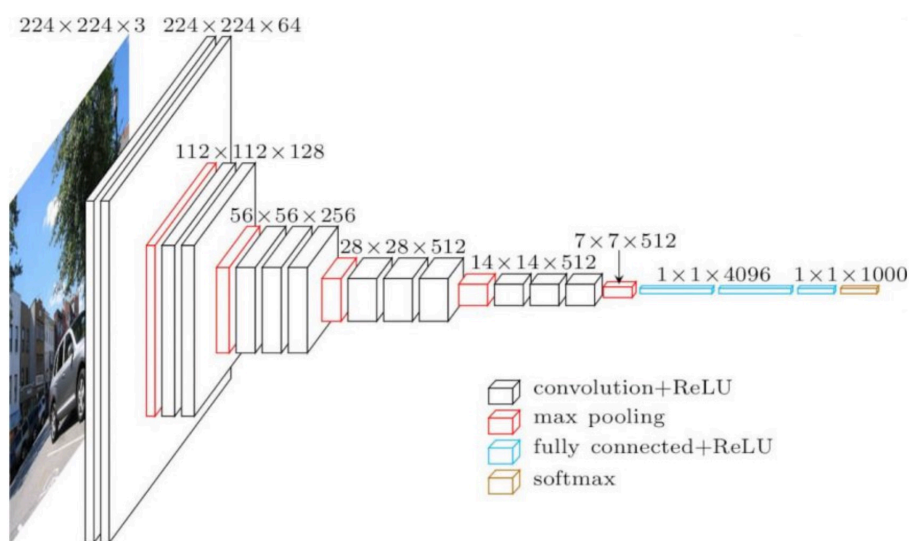 224×224×3
224×224×64
112×112×128
56×56×256
28×28×512
14×14×512
7×7×512
1×1×4096
1×1×1000
convolution+ReLU
max pooling
fully connected+ReLU
softmax